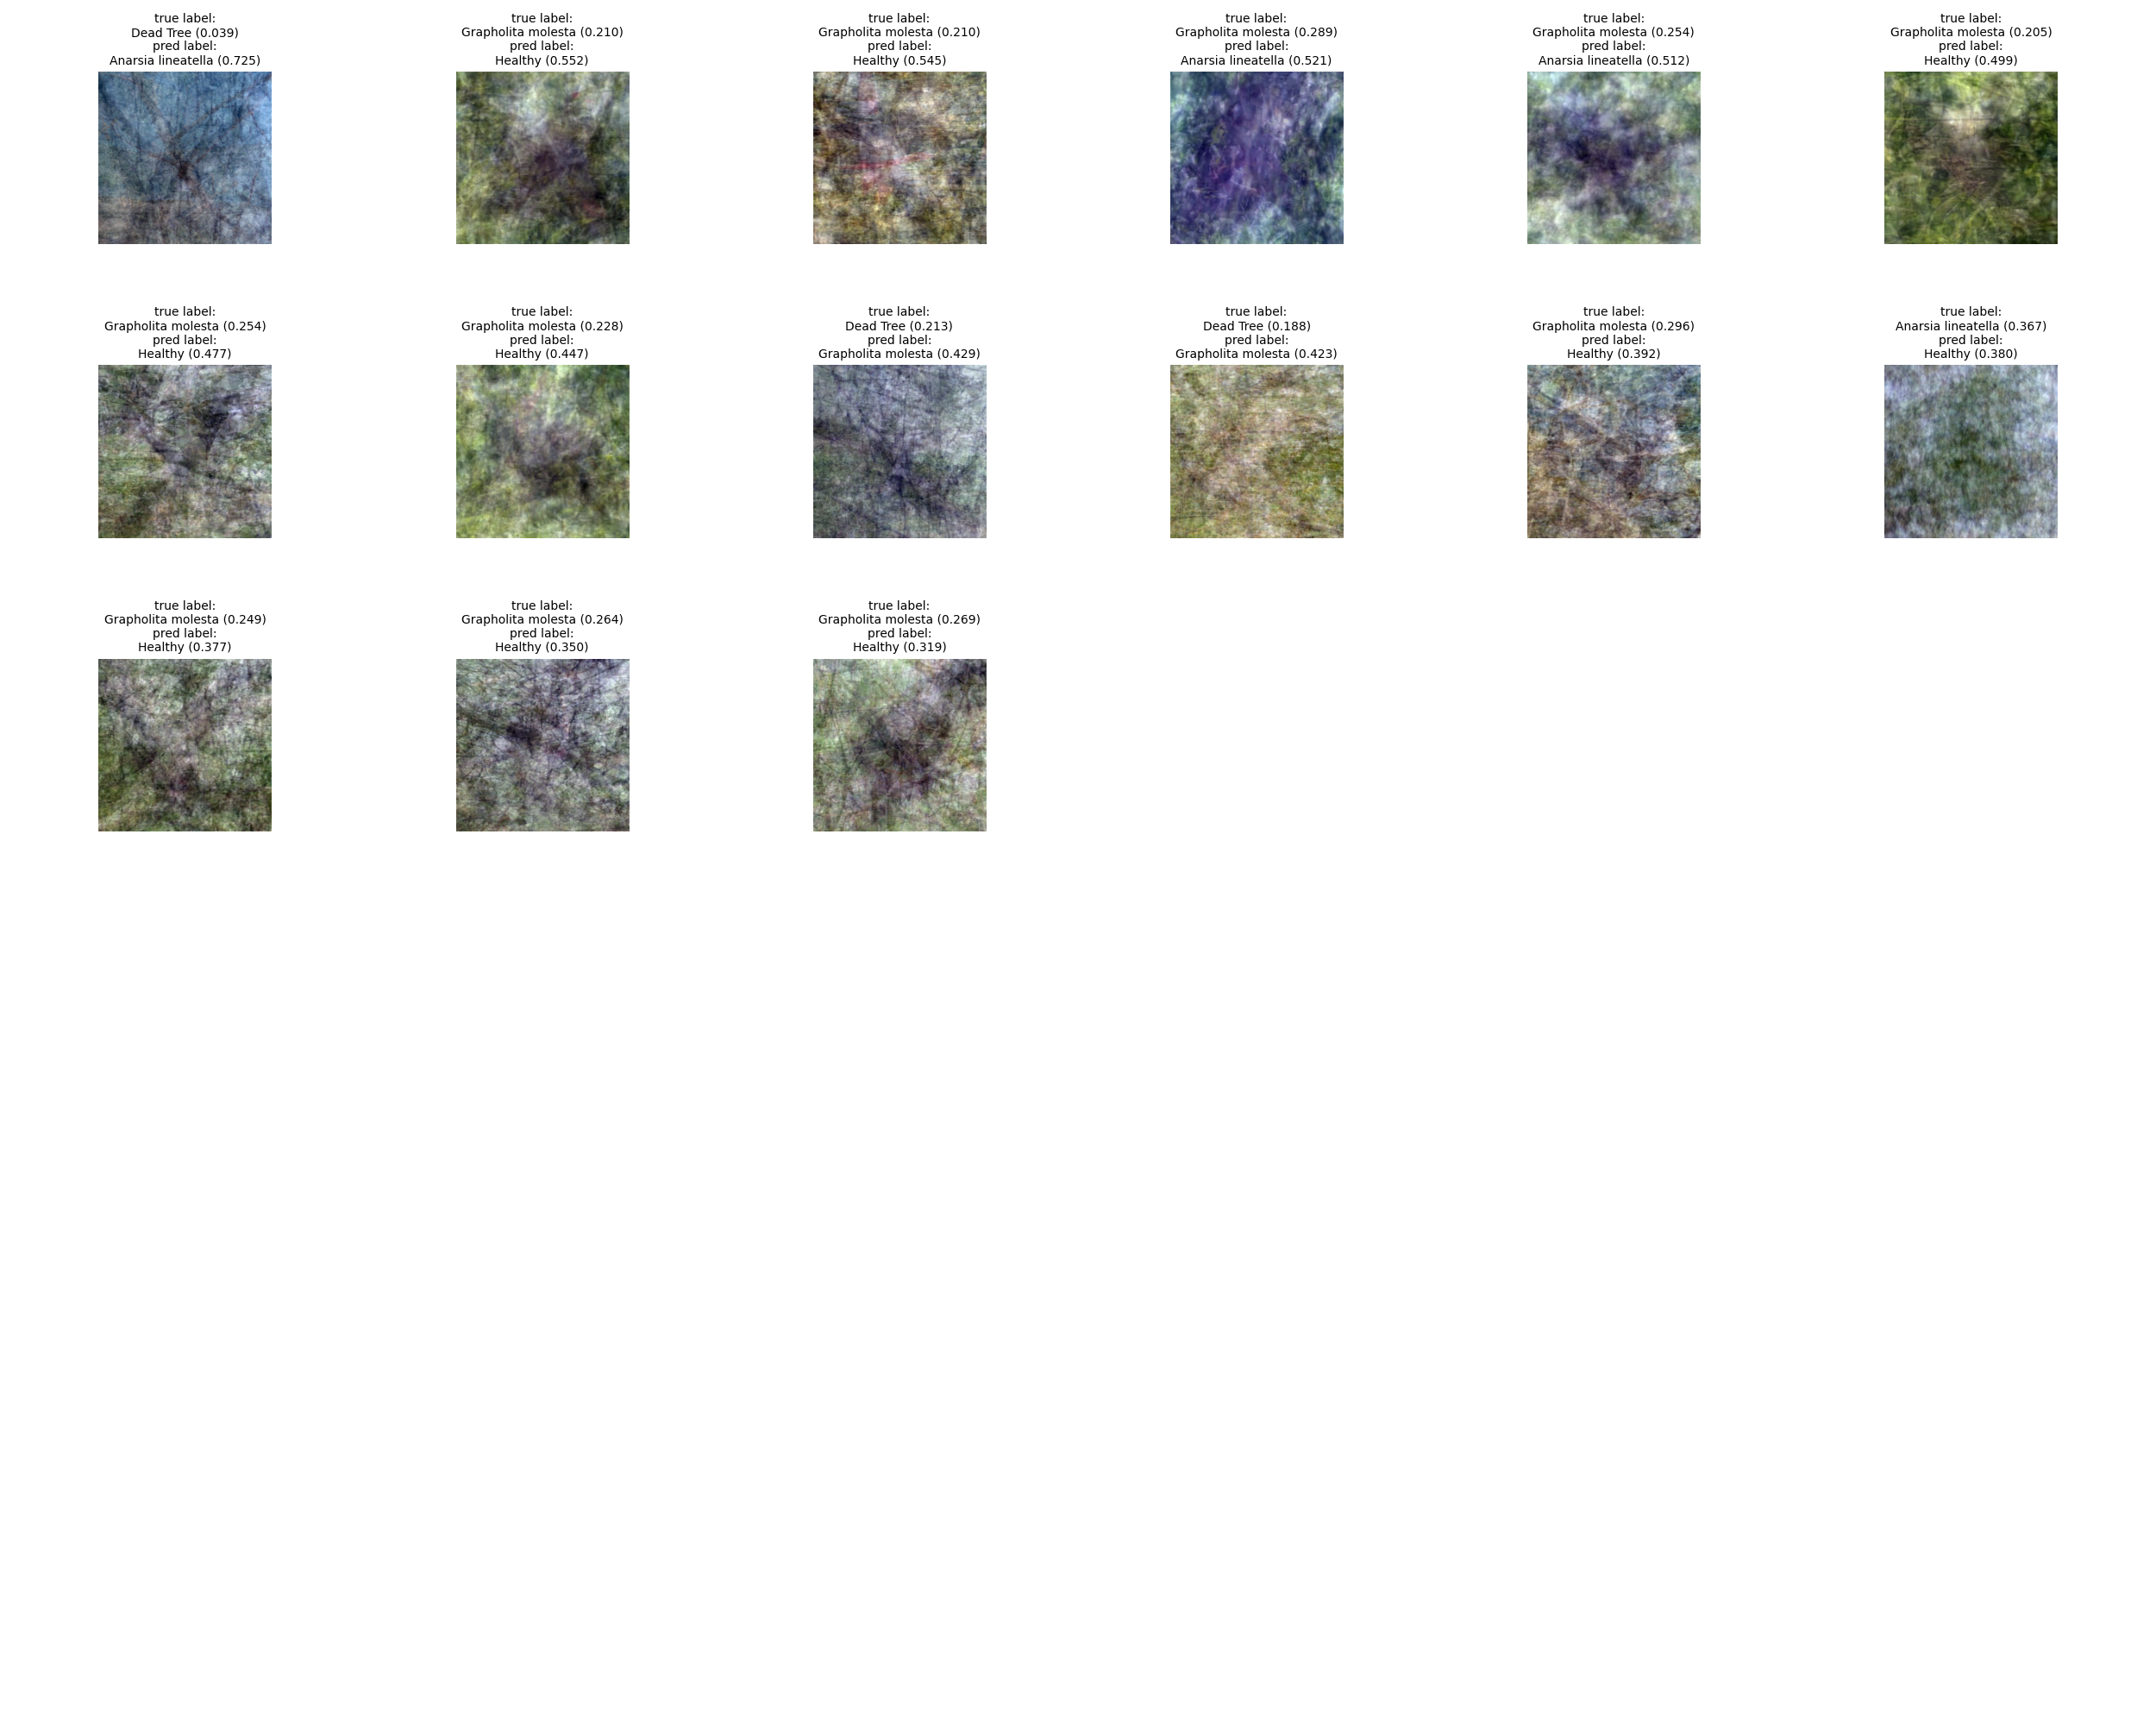 true label:
Dead Tree (0.039)
pred label:
Anarsia lineatella (0.725)
true label:
Grapholita molesta (0.210)
pred label:
Healthy (0.552)
true label:
Grapholita molesta (0.210)
pred label:
Healthy (0.545)
true label:
Grapholita molesta (0.289)
pred label:
Anarsia lineatella (0.521)
true label:
Grapholita molesta (0.254)
pred label:
Anarsia lineatella (0.512)
true label:
Grapholita molesta (0.205)
pred label:
Healthy (0.499)
true label:
Grapholita molesta (0.254)
pred label:
Healthy (0.477)
true label:
Grapholita molesta (0.228)
pred label:
Healthy (0.447)
true label:
Dead Tree (0.213)
pred label:
Grapholita molesta (0.429)
true label:
Dead Tree (0.188)
pred label:
Grapholita molesta (0.423)
true label:
Grapholita molesta (0.296)
pred label:
Healthy (0.392)
true label:
Anarsia lineatella (0.367)
pred label:
Healthy (0.380)
true label:
Grapholita molesta (0.249)
pred label:
Healthy (0.377)
true label:
Grapholita molesta (0.264)
pred label:
Healthy (0.350)
true label:
Grapholita molesta (0.269)
pred label:
Healthy (0.319)